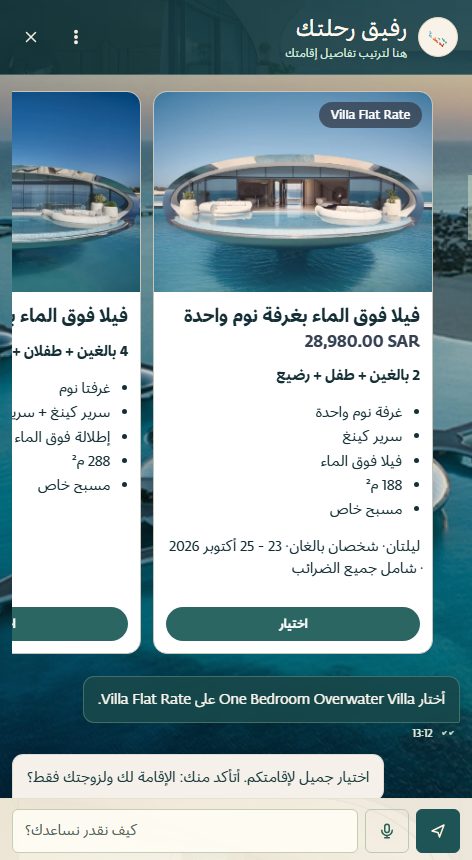 رفيق رحلتك
هنا لترتيب تفاصيل إقامتك
Villa Flat Rate
فيلا فوق الماء بغرفة نوم واحدة
28,980.00 SAR
2 بالغين + طفل + رضيع
• غرفة نوم واحدة
• سرير كينغ
• فيلا فوق الماء
• 188 م²
• مسبح خاص
ليلتان · شخصان بالغان · 23 - 25 أكتوبر 2026
· شامل جميع الضرائب
اختيار
فيلا فوق الماء
4 بالغين + طفلان +
• غرفتا نوم
• سرير كينغ +
• إطلالة فوق الماء
• 288 م²
• مسبح خاص
أختار One Bedroom Overwater Villa على Villa Flat Rate.
13:12
اختيار جميل لإقامتكم. أتأكد منك: الإقامة لك ولزوجتك فقط؟
كيف نقدر نساعدك؟